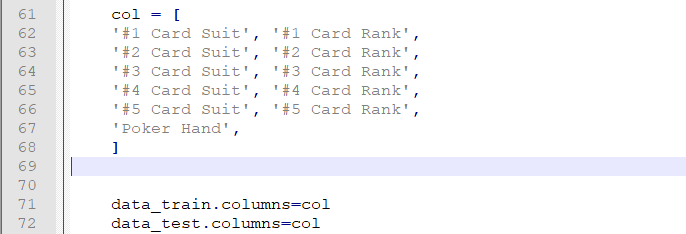 61 col = [
62 '#1 Card Suit', '#1 Card Rank',
63 '#2 Card Suit', '#2 Card Rank',
64 '#3 Card Suit', '#3 Card Rank',
65 '#4 Card Suit', '#4 Card Rank',
66 '#5 Card Suit', '#5 Card Rank',
67 'Poker Hand',
68 ]
69
70
71 data_train.columns=col
72 data_test.columns=col